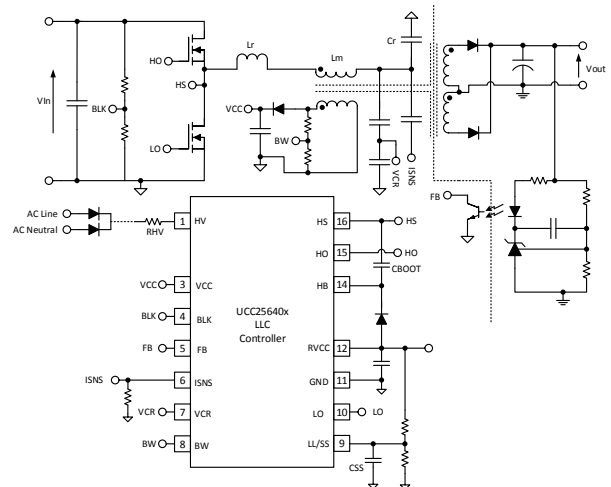 Cr
Lr
Lm
HO
HS
VIn
BLK
LO
VCC
BW
VCR
ISNS
Vout
FB
AC Line
AC Neutral
RHV
1 HV
HS 16 HS
HO 15 HO
CBOOT
HB 14
VCC 3 VCC
BLK 4 BLK
FB 5 FB
UCC25640x
LLC
Controller
RVCC 12
ISNS
6 ISNS
GND 11
VCR 7 VCR
LO 10 LO
BW 8 BW
LL/SS 9
CSS